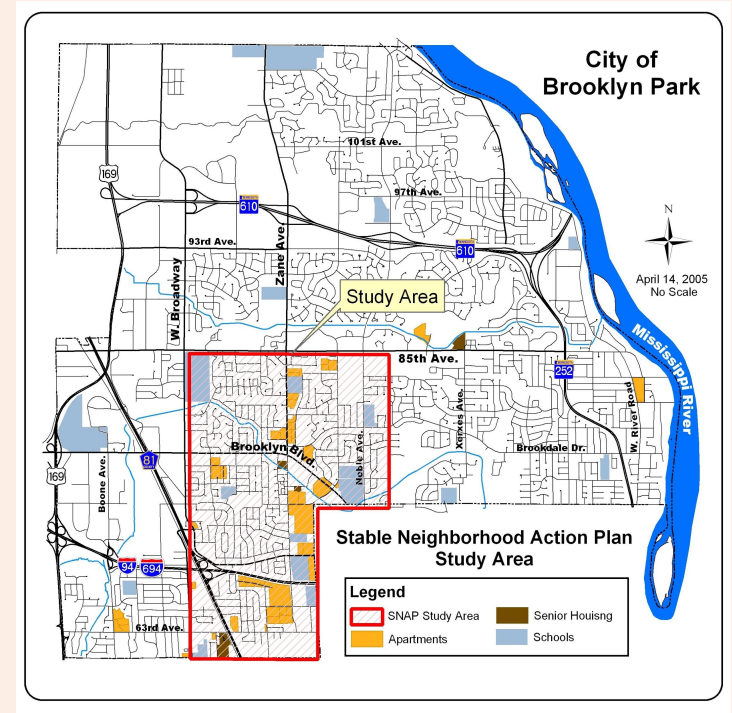 City of
Brooklyn Park
101st Ave.
169
97th Ave.
610
N
93rd Ave.
610
Zane Ave.
April 14, 2005
No Scale
Study Area
W. Broadway
Mississippi River
85th Ave.
252
W. River Road
Xerxes Ave.
Brooklyn Blvd.
Noble Ave.
Brookdale Dr.
81
169
Boone Ave.
Stable Neighborhood Action Plan
Study Area
94 694
Legend
SNAP Study Area
Senior Houisng
63rd Ave.
Apartments
Schools